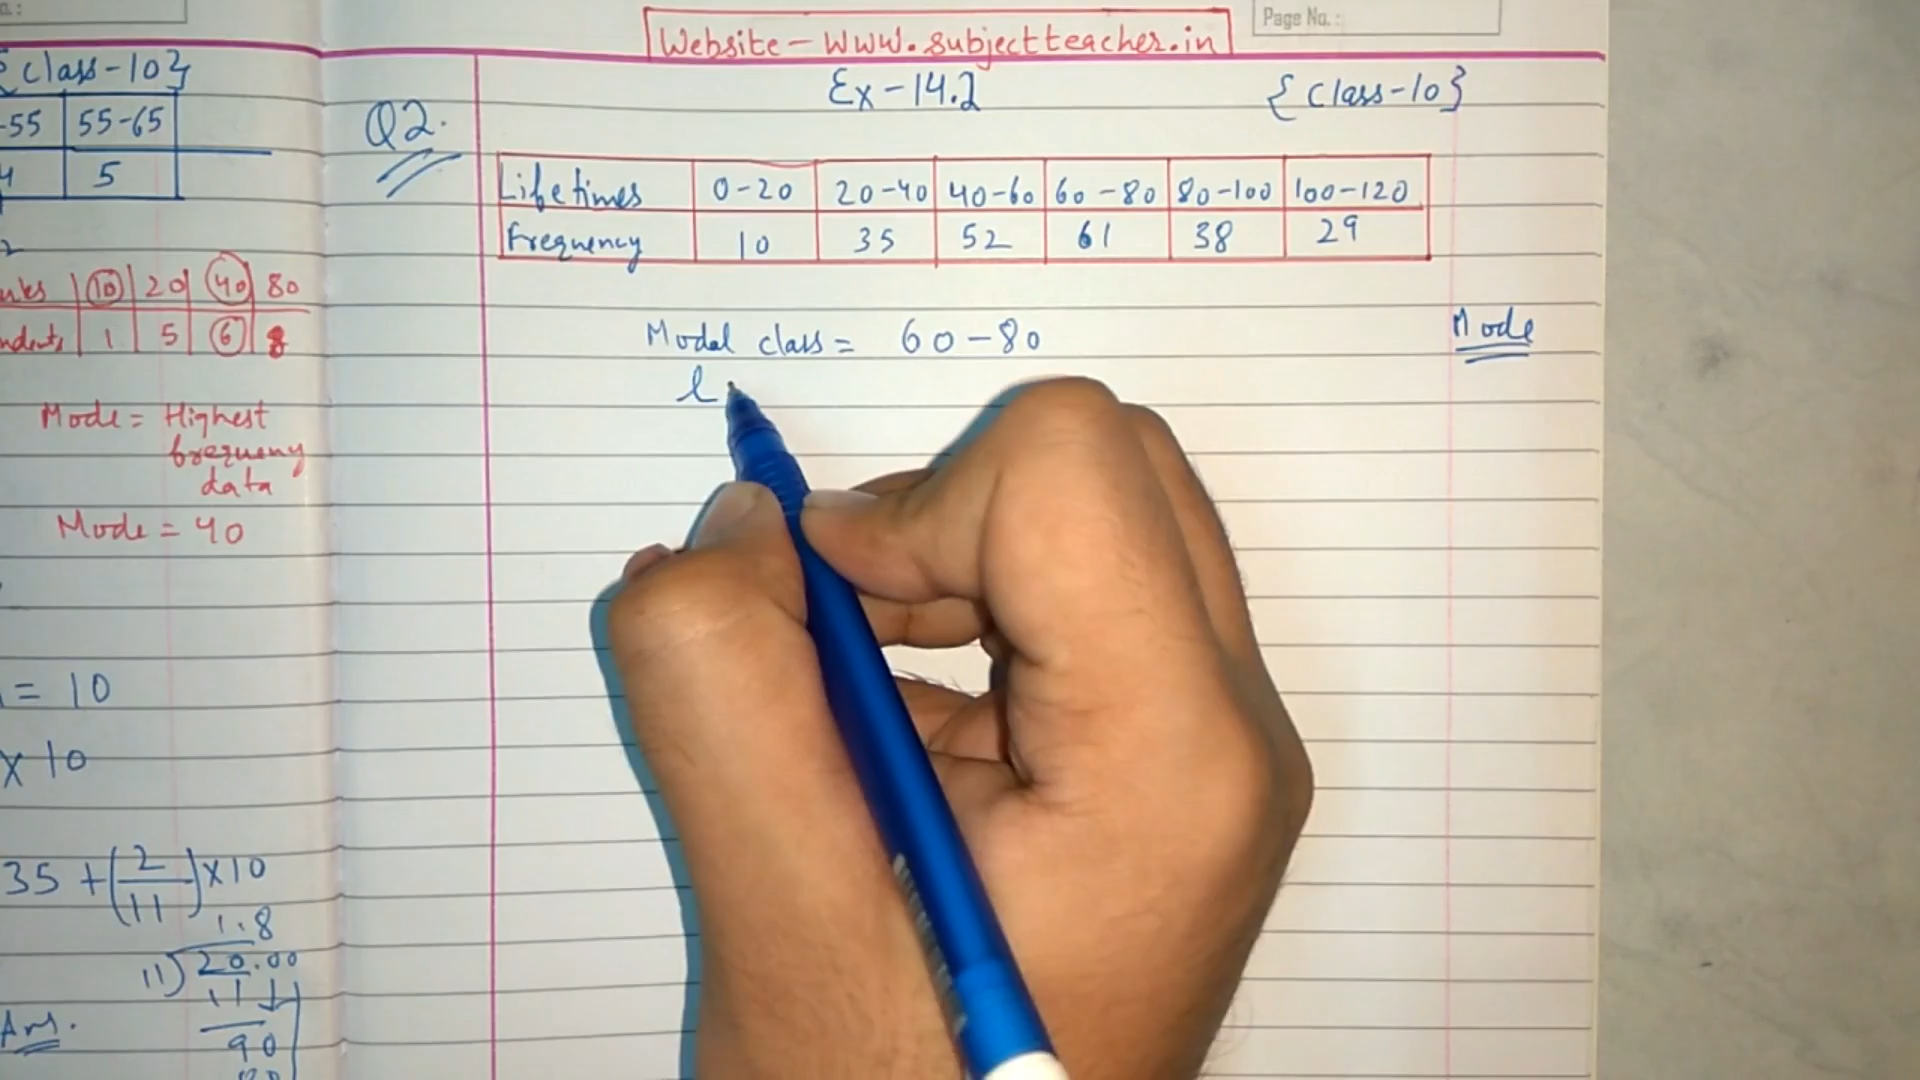 Page No. :
Website - www.subjectteacher.in
{Class-10}
-55 55-65
4 5
10 20 40 80
1 5 6 8
Mode = Highest
frequeny
data
Mode = 40
= 10
x 10
35 + (2/11) x 10
1.8
11) 20.00
11
90
Ans.
Ex - 14.2 {Class-10}
Q2.
Lifetimes 0-20 20-40 40-60 60-80 80-100 100-120
Frequency 10 35 52 61 38 29
Modal class = 60-80
Mode
l